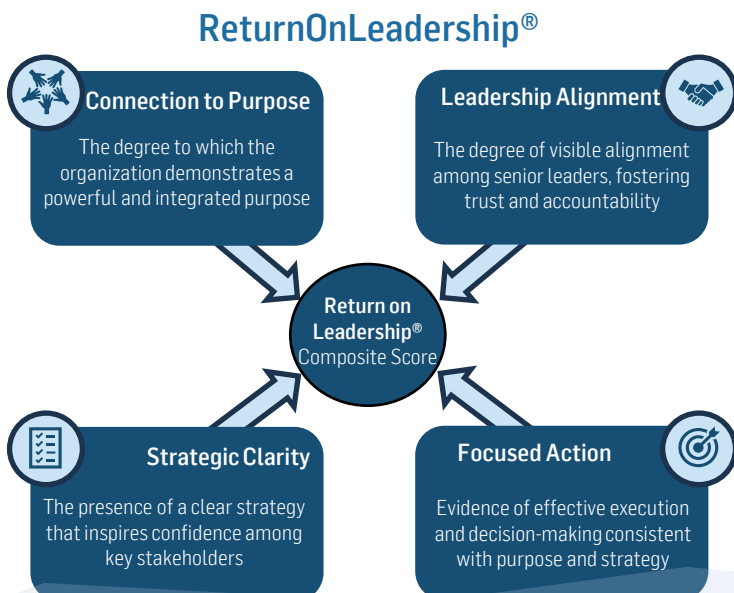 ReturnOnLeadership®
Connection to Purpose
The degree to which the
organization demonstrates a
powerful and integrated purpose
Leadership Alignment
The degree of visible alignment
among senior leaders, fostering
trust and accountability
Return on
Leadership®
Composite Score
Strategic Clarity
The presence of a clear strategy
that inspires confidence among
key stakeholders
Focused Action
Evidence of effective execution
and decision-making consistent
with purpose and strategy